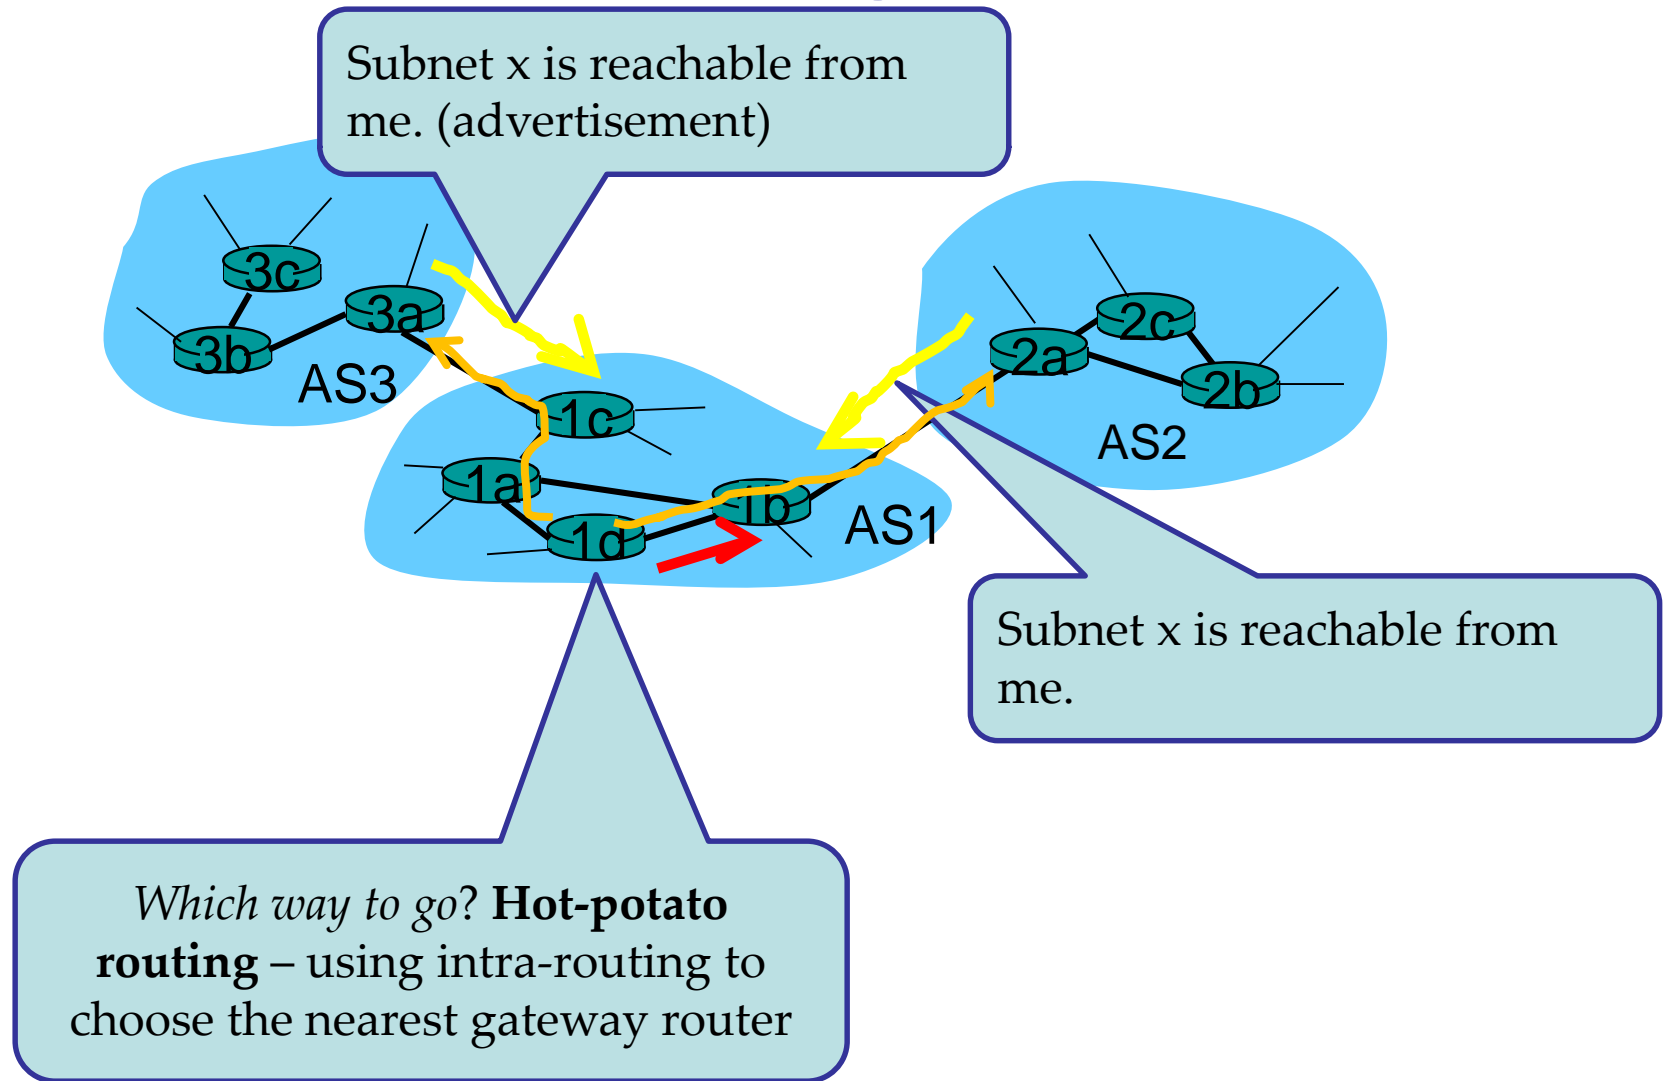 Subnet x is reachable from
me. (advertisement)
3c
3a
3b
AS3
2c
2a
2b
AS2
1c
1a
1b
1d
AS1
Subnet x is reachable from
me.
Which way to go? Hot-potato
routing – using intra-routing to
choose the nearest gateway router